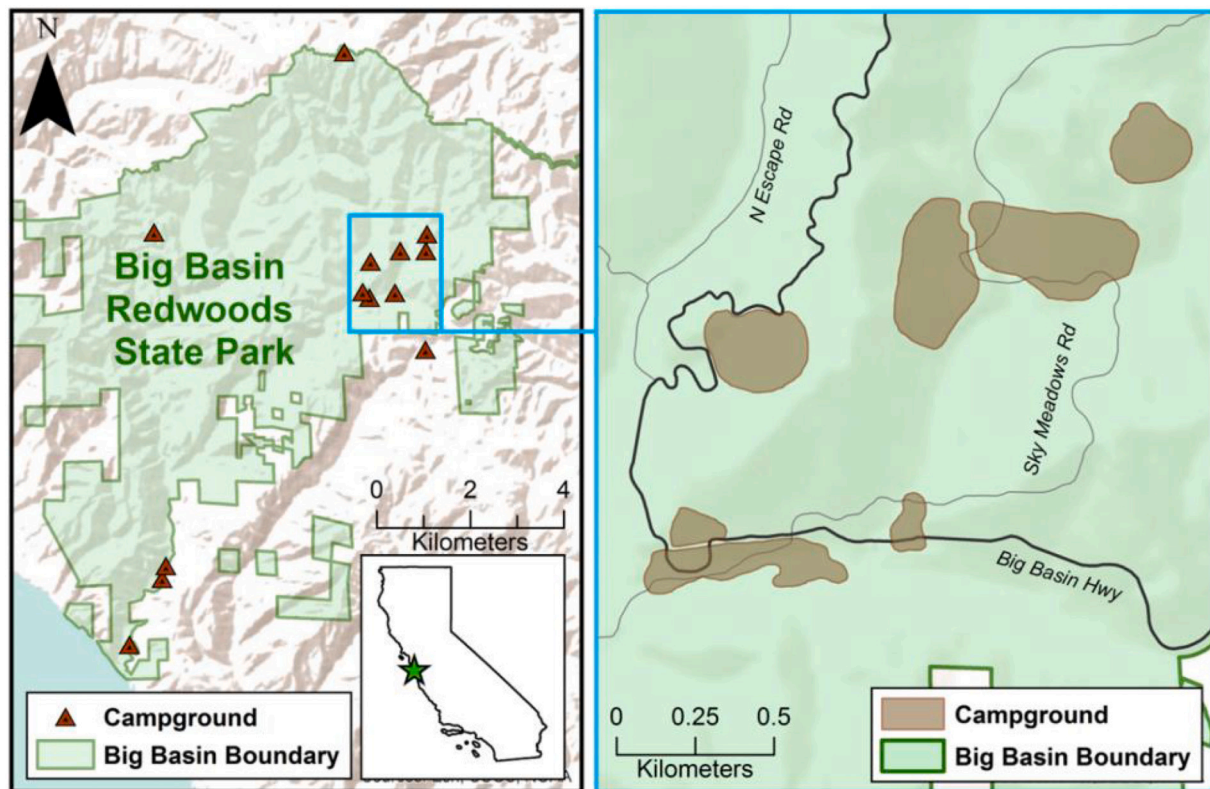 N
Big Basin
Redwoods
State Park
0 2 4
Kilometers
Campground
Big Basin Boundary
N Escape Rd
Sky Meadows Rd
Big Basin Hwy
0 0.25 0.5
Kilometers
Campground
Big Basin Boundary